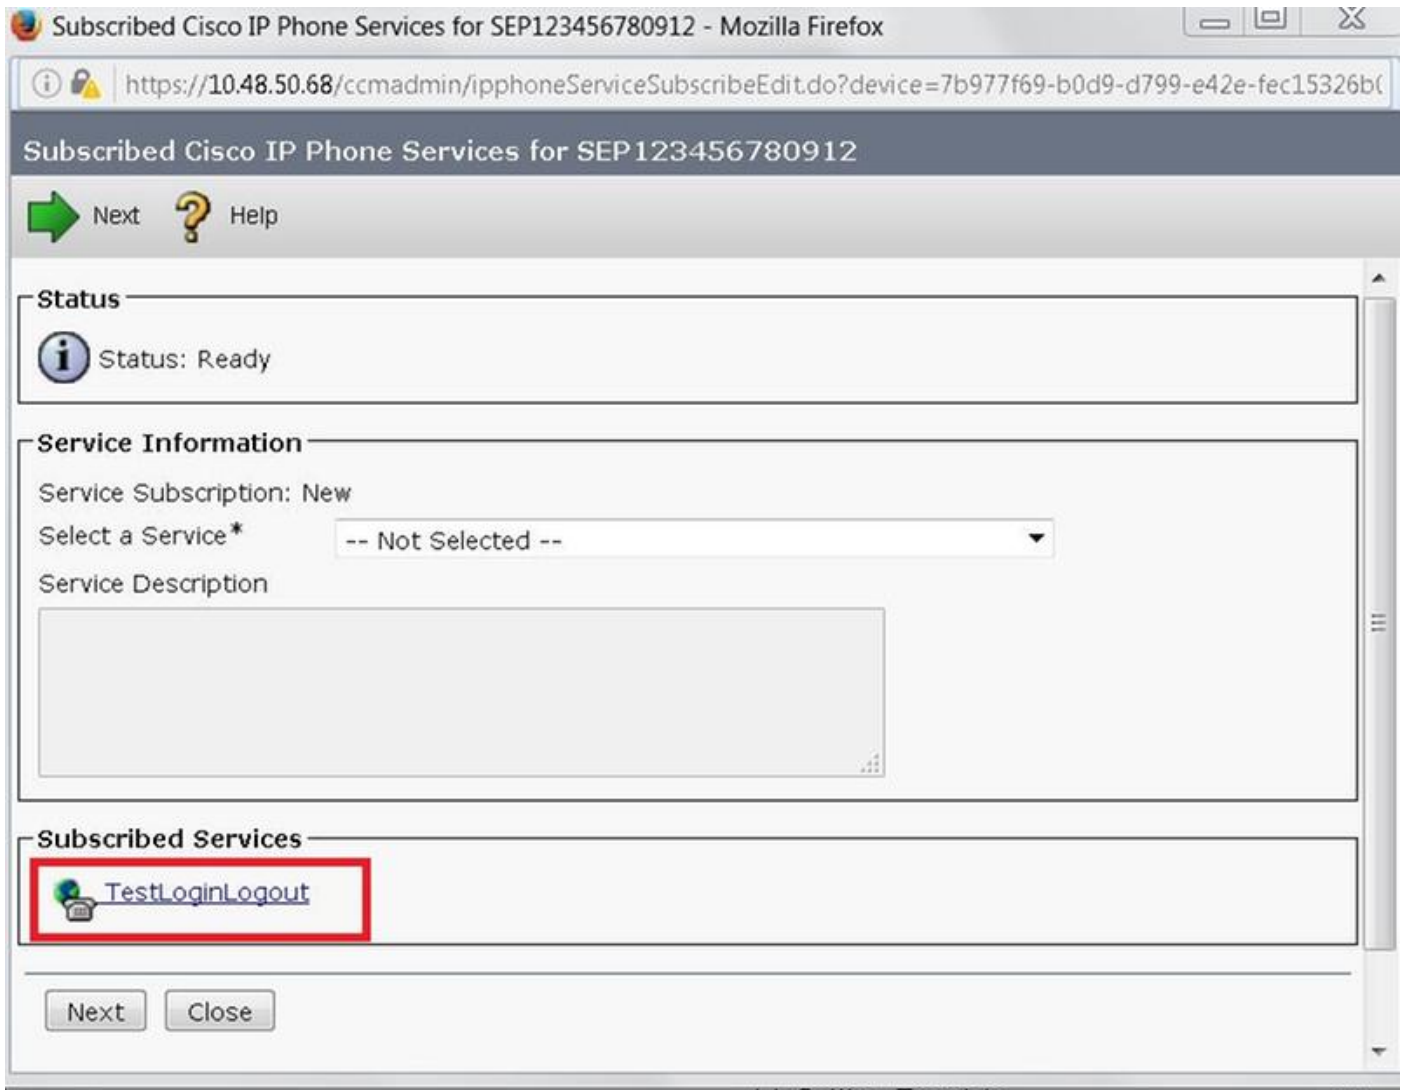 Subscribed Cisco IP Phone Services for SEP123456780912 - Mozilla Firefox
https://10.48.50.68/ccmadmin/ipphoneServiceSubscribeEdit.do?device=7b977f69-b0d9-d799-e42e-fec15326b(
Subscribed Cisco IP Phone Services for SEP123456780912
Next Help
Status
Status: Ready
Service Information
Service Subscription: New
Select a Service* -- Not Selected --
Service Description
Subscribed Services
TestLoginLogout
Next Close